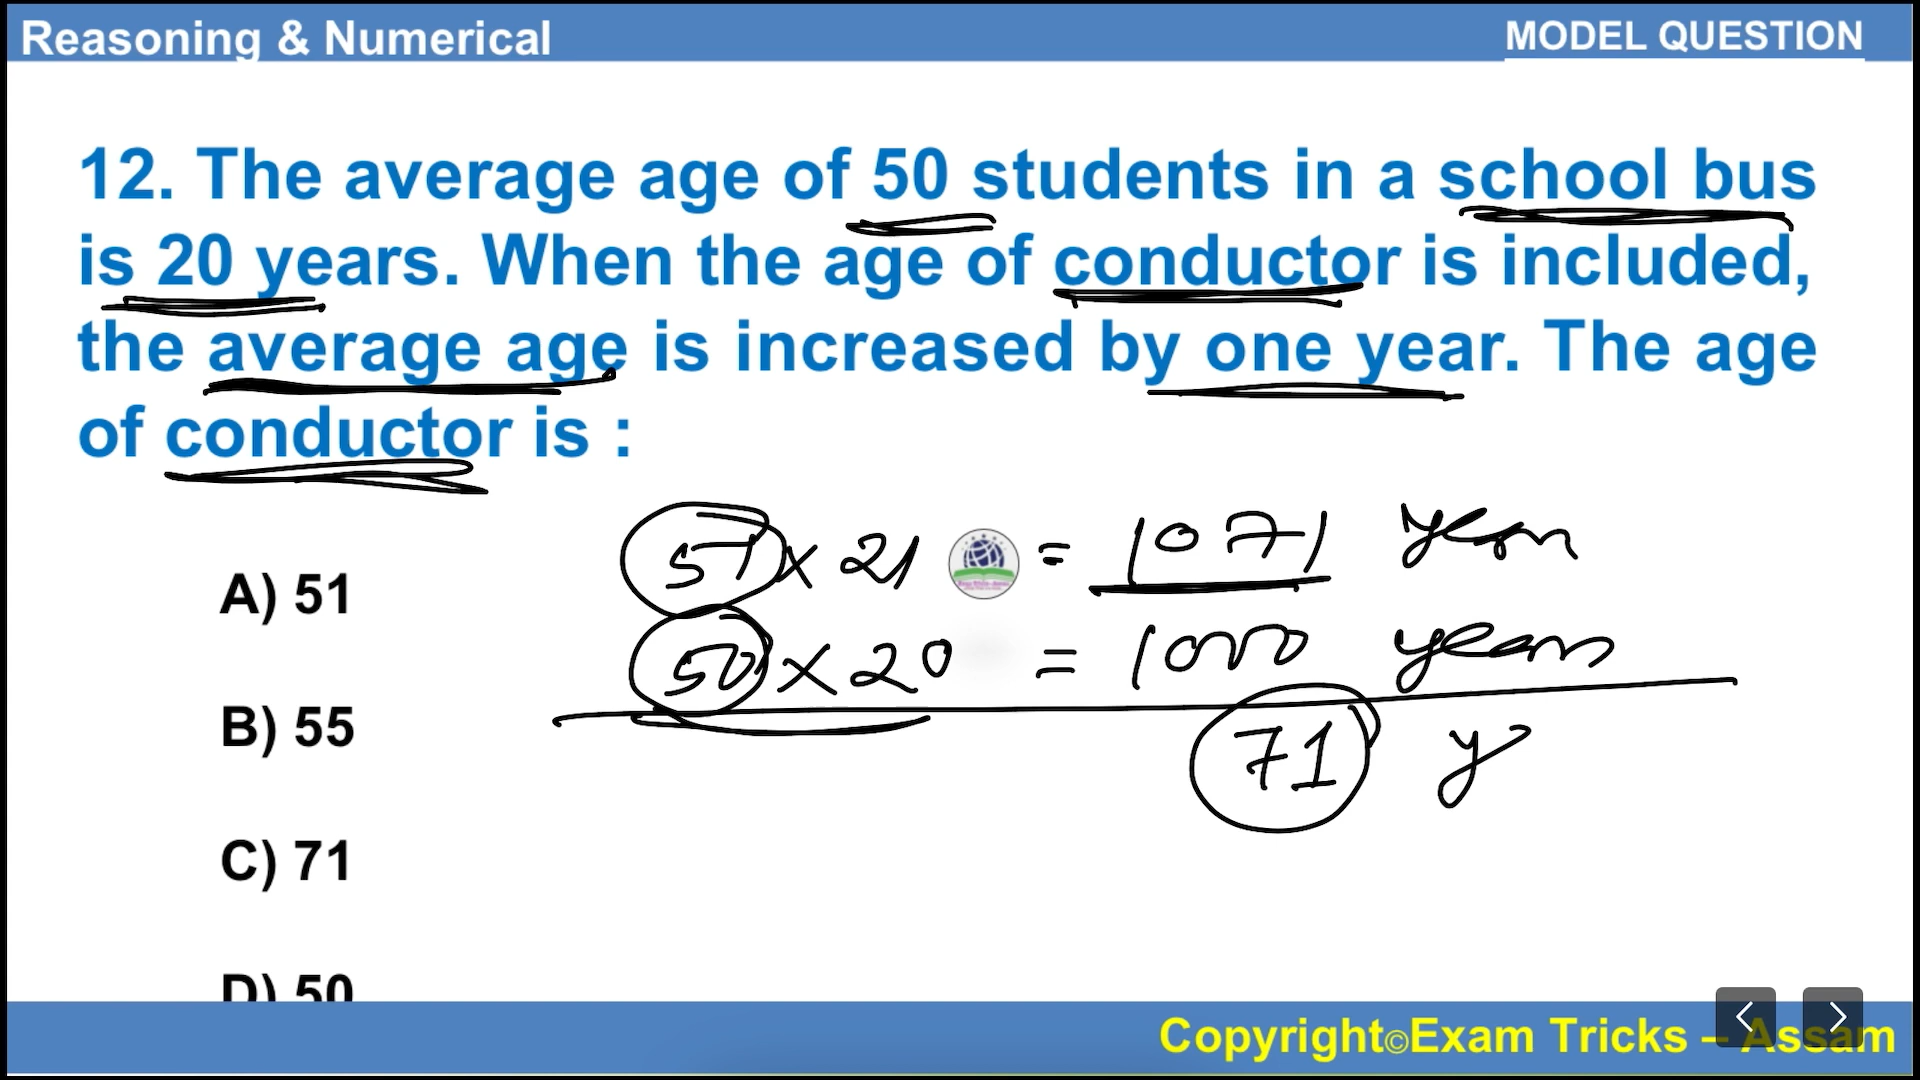 Reasoning & Numerical
MODEL QUESTION
12. The average age of 50 students in a school bus
is 20 years. When the age of conductor is included,
the average age is increased by one year. The age
of conductor is :
51 × 21 = 1071 years
50 × 20 = 1000 years
71 y
A) 51
B) 55
C) 71
D) 50
Copyright©Exam Tricks – Assam